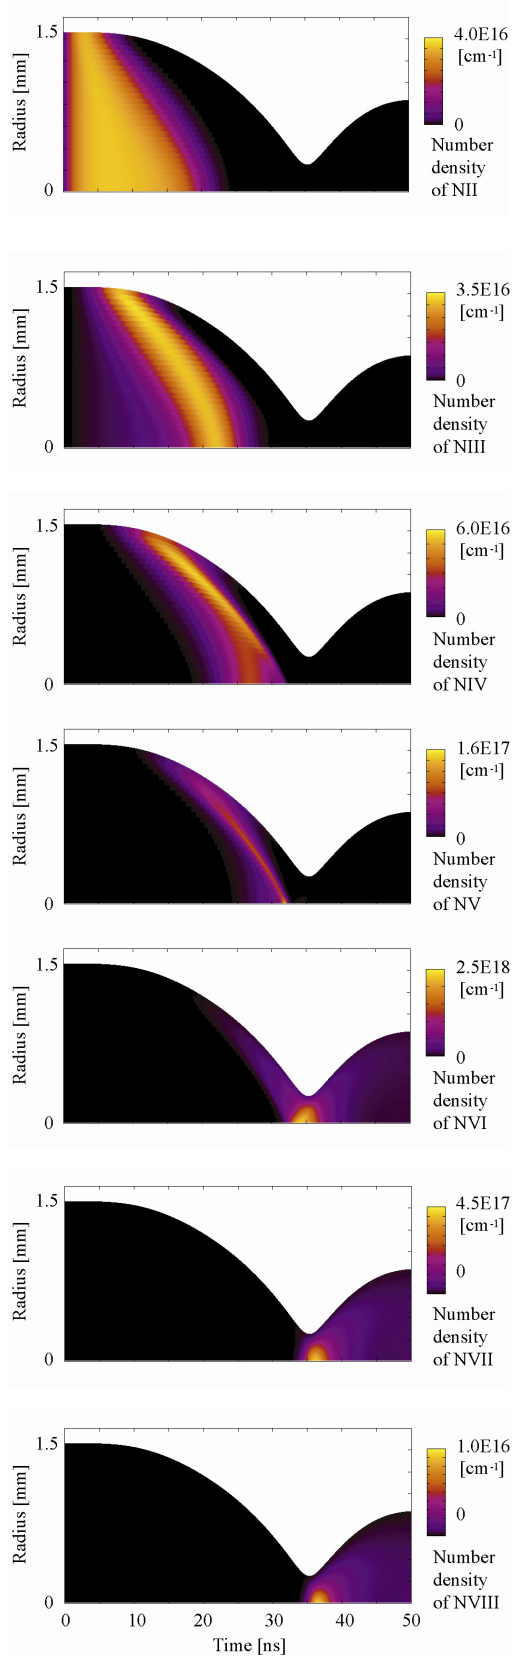 1.5
Radius [mm]
0
4.0E16
[cm⁻¹]
0
Number
density
of NII
1.5
Radius [mm]
0
3.5E16
[cm⁻¹]
0
Number
density
of NIII
1.5
Radius [mm]
0
6.0E16
[cm⁻¹]
0
Number
density
of NIV
1.5
Radius [mm]
0
1.6E17
[cm⁻¹]
0
Number
density
of NV
1.5
Radius [mm]
0
2.5E18
[cm⁻¹]
0
Number
density
of NVI
1.5
Radius [mm]
0
4.5E17
[cm⁻¹]
0
Number
density
of NVII
1.5
Radius [mm]
0
1.0E16
[cm⁻¹]
0
Number
density
of NVIII
0 10 20 30 40 50
Time [ns]